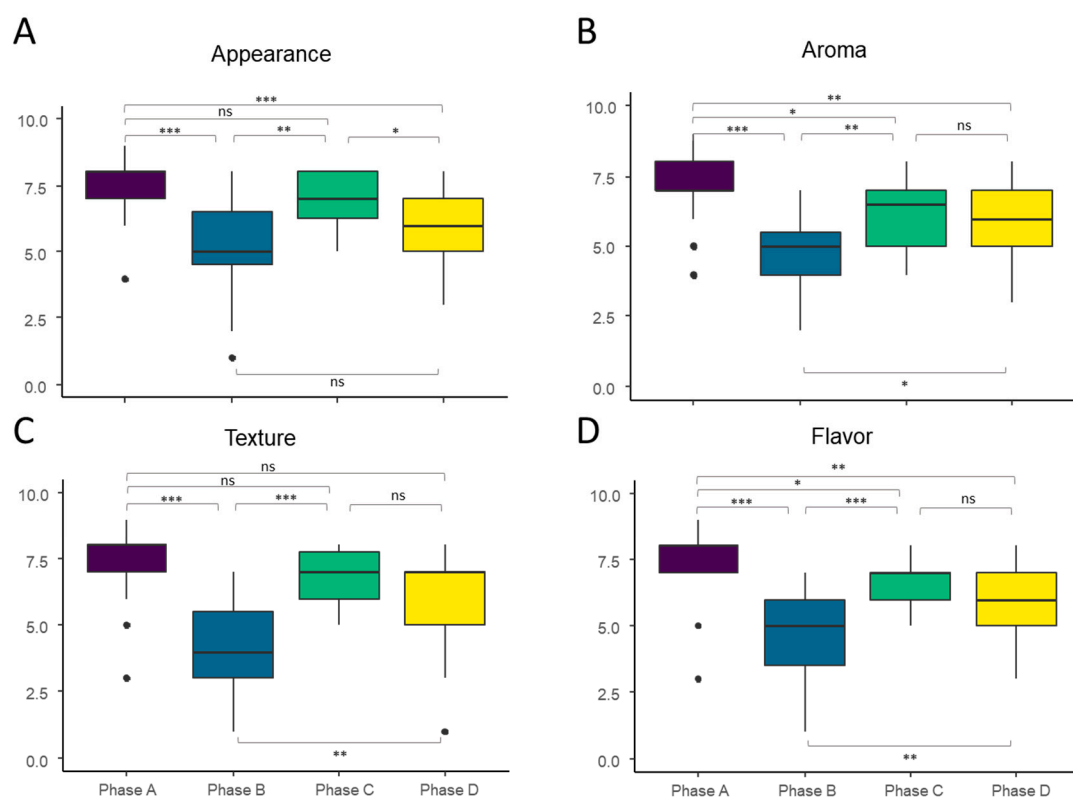 A
Appearance
***
ns
***
**
*
10.0
7.5
5.0
2.5
0.0
ns
B
Aroma
**
*
***
**
ns
10.0
7.5
5.0
2.5
0.0
*
C
Texture
ns
ns
***
***
ns
10.0
7.5
5.0
2.5
0.0
**
Phase A
Phase B
Phase C
Phase D
D
Flavor
**
*
***
***
ns
10.0
7.5
5.0
2.5
0.0
**
Phase A
Phase B
Phase C
Phase D